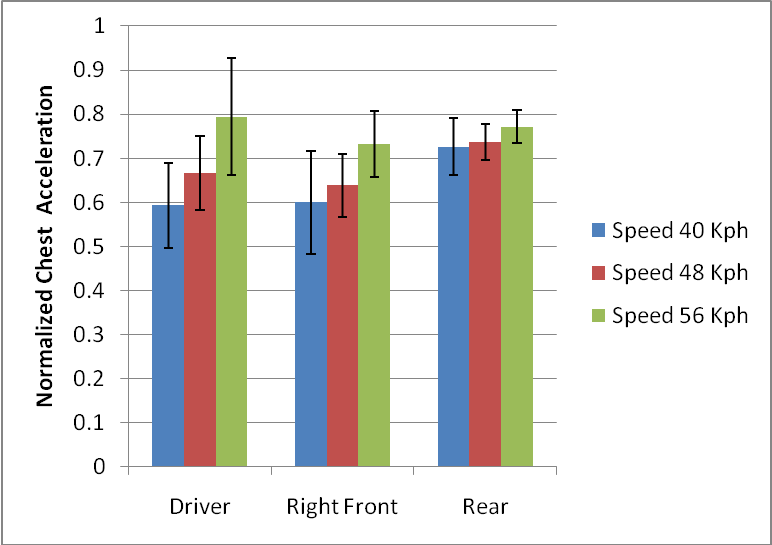 1
0.9
0.8
0.7
0.6
0.5
0.4
0.3
0.2
0.1
0
Normalized Chest Acceleration
Driver
Right Front
Rear
Speed 40 Kph
Speed 48 Kph
Speed 56 Kph